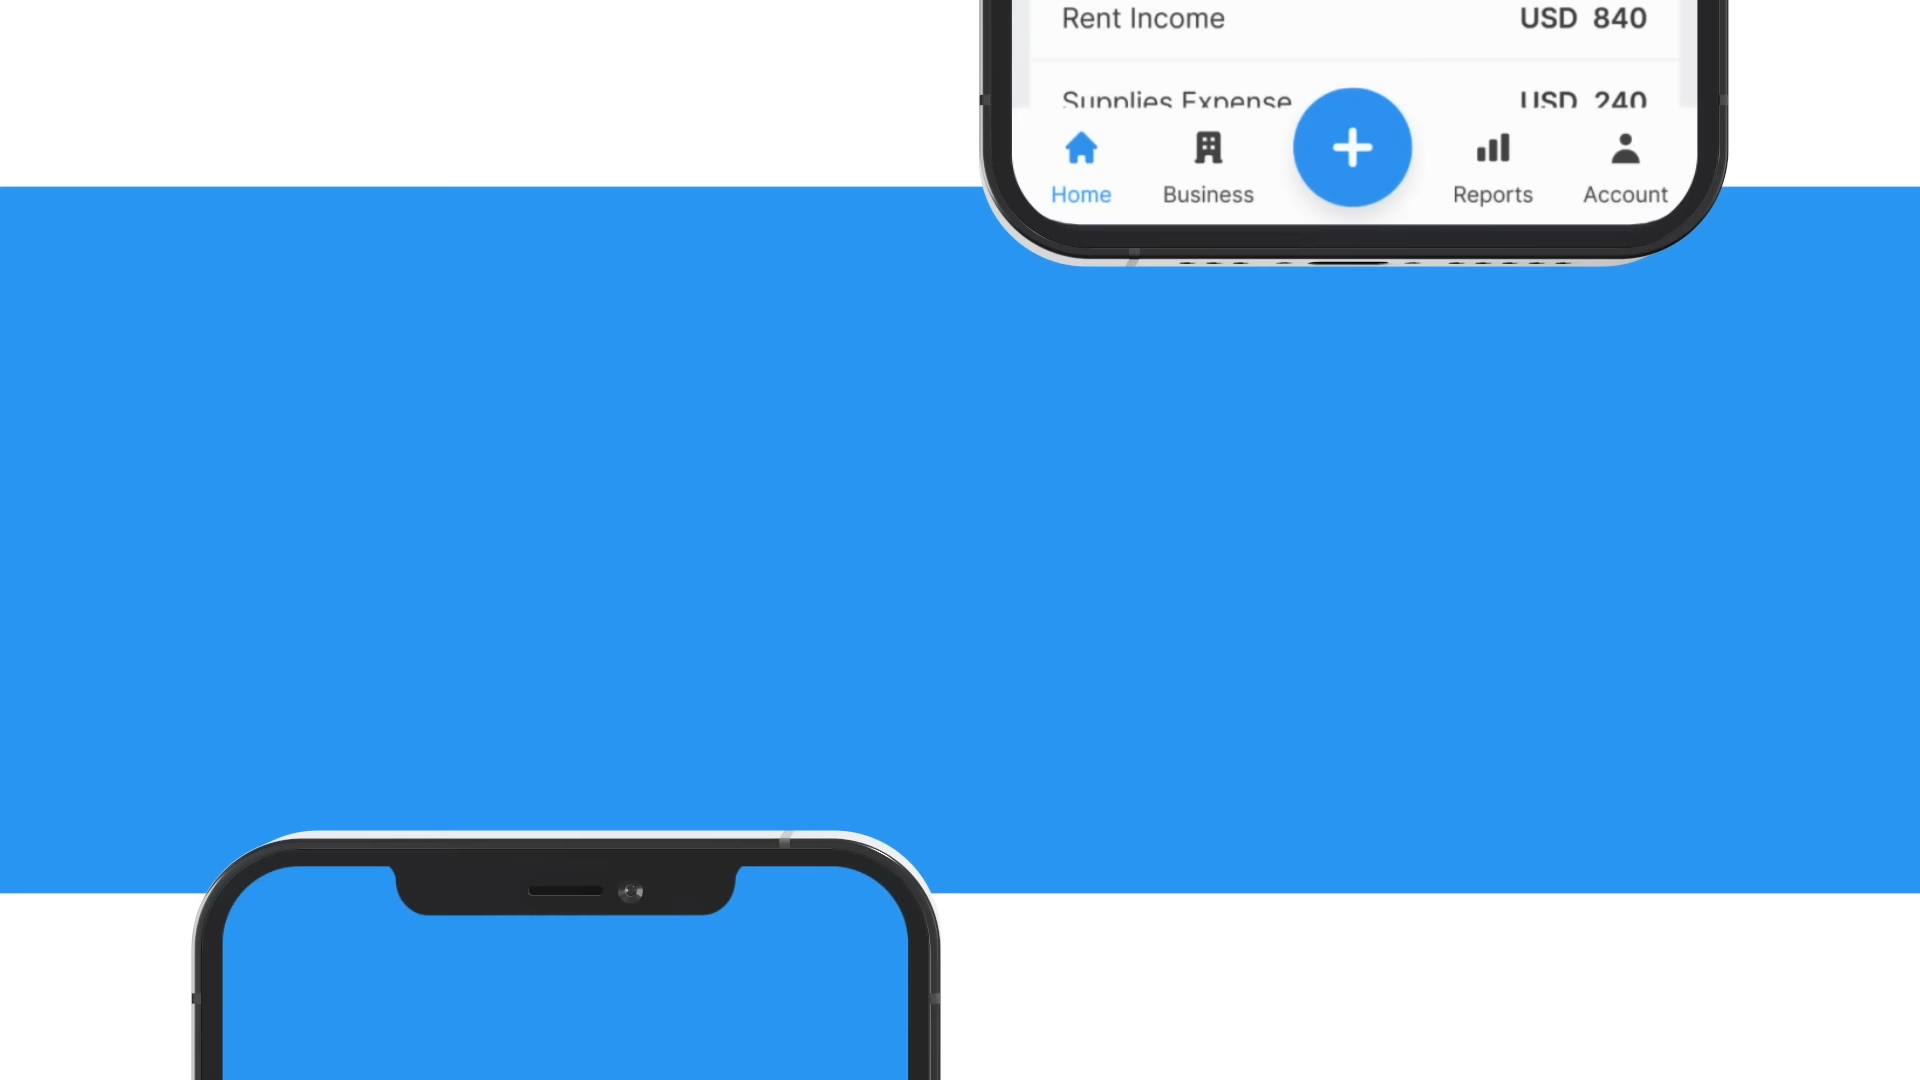 Rent Income USD 840
Supplies Expense USD 240
Home Business Reports Account